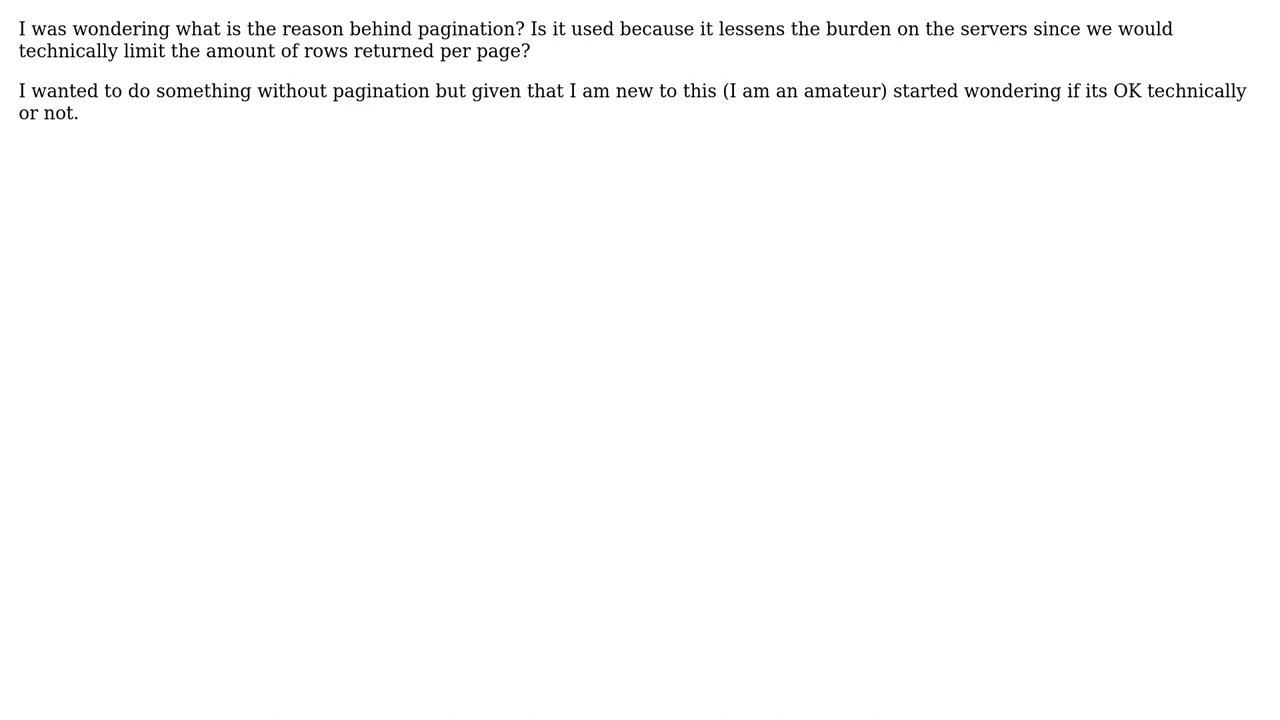 I was wondering what is the reason behind pagination? Is it used because it lessens the burden on the servers since we would
technically limit the amount of rows returned per page?
I wanted to do something without pagination but given that I am new to this (I am an amateur) started wondering if its OK technically
or not.